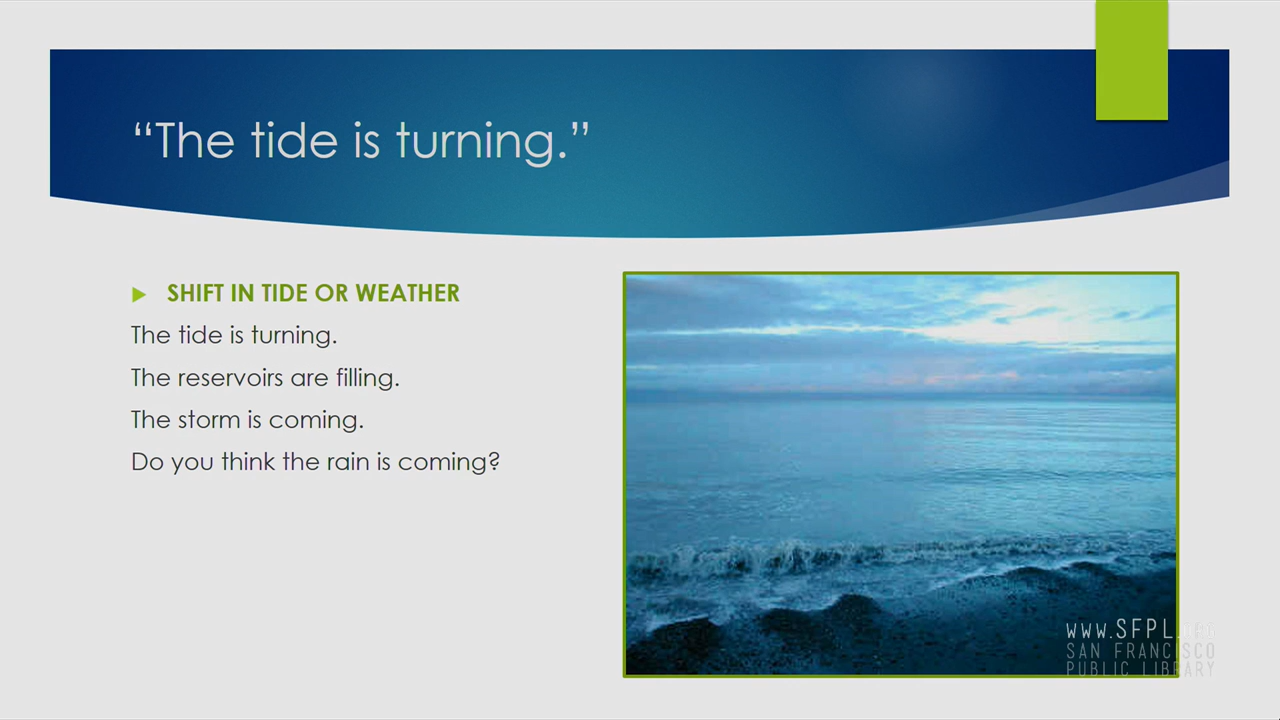 “The tide is turning.”
SHIFT IN TIDE OR WEATHER
The tide is turning.
The reservoirs are filling.
The storm is coming.
Do you think the rain is coming?
www.SFPL.ORG
SAN FRANCISCO
PUBLIC LIBRARY